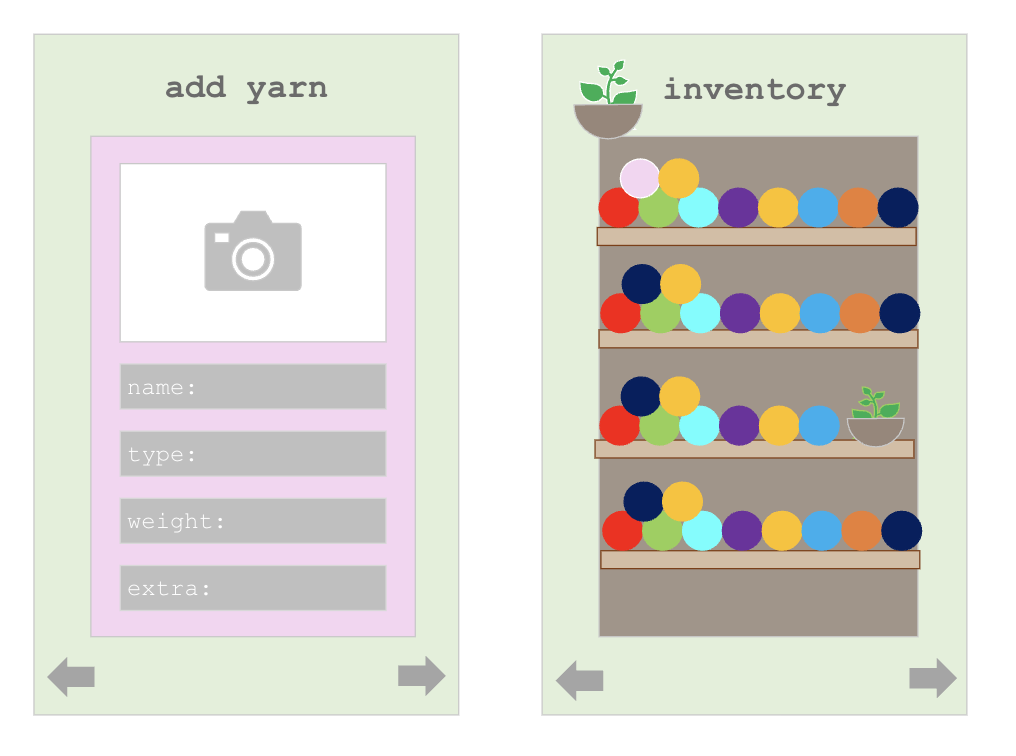 add yarn
name:
type:
weight:
extra:
inventory